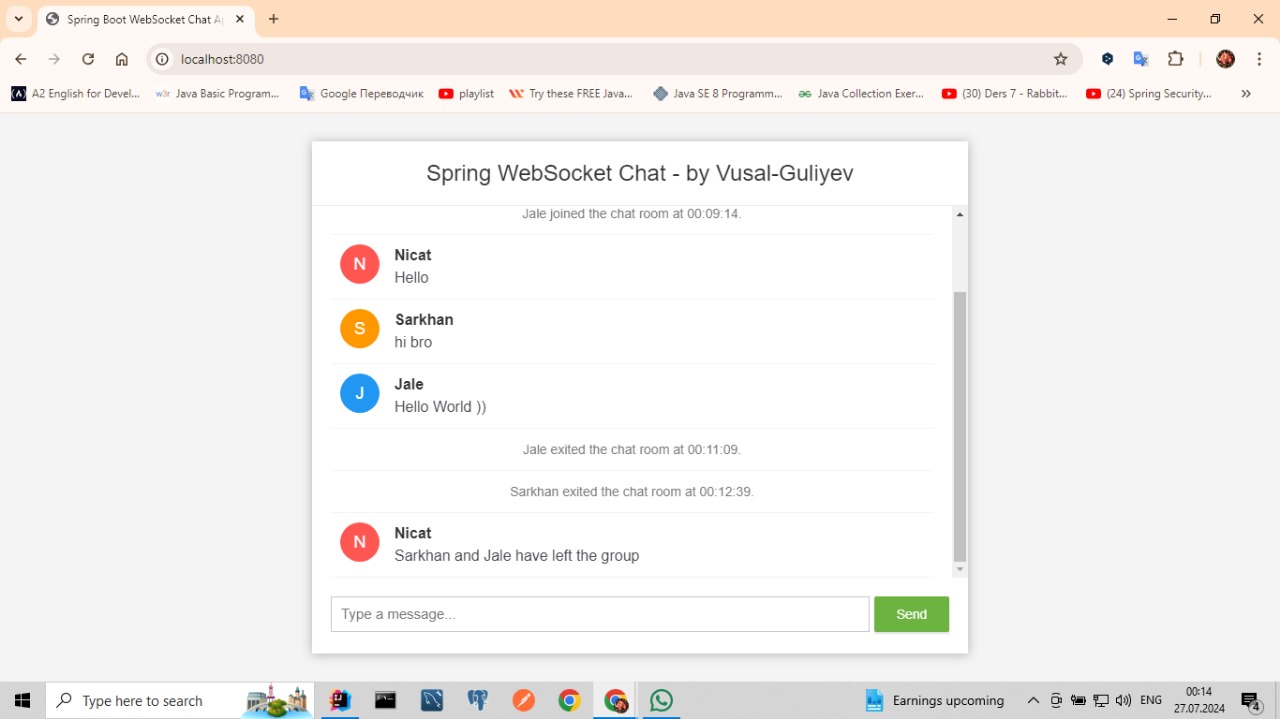 Spring Boot WebSocket Chat A
localhost:8080
A2 English for Devel...
w3r
Java Basic Program...
Google Переводчик
playlist
Try these FREE Java...
Java SE 8 Programm...
Java Collection Exer...
(30) Ders 7 - Rabbit...
(24) Spring Security...
Spring WebSocket Chat - by Vusal-Guliyev
Jale joined the chat room at 00:09:14.
N
Nicat
Hello
S
Sarkhan
hi bro
J
Jale
Hello World ))
Jale exited the chat room at 00:11:09.
Sarkhan exited the chat room at 00:12:39.
N
Nicat
Sarkhan and Jale have left the group
Type a message...
Send
Type here to search
Earnings upcoming
ENG
00:14
27.07.2024
4